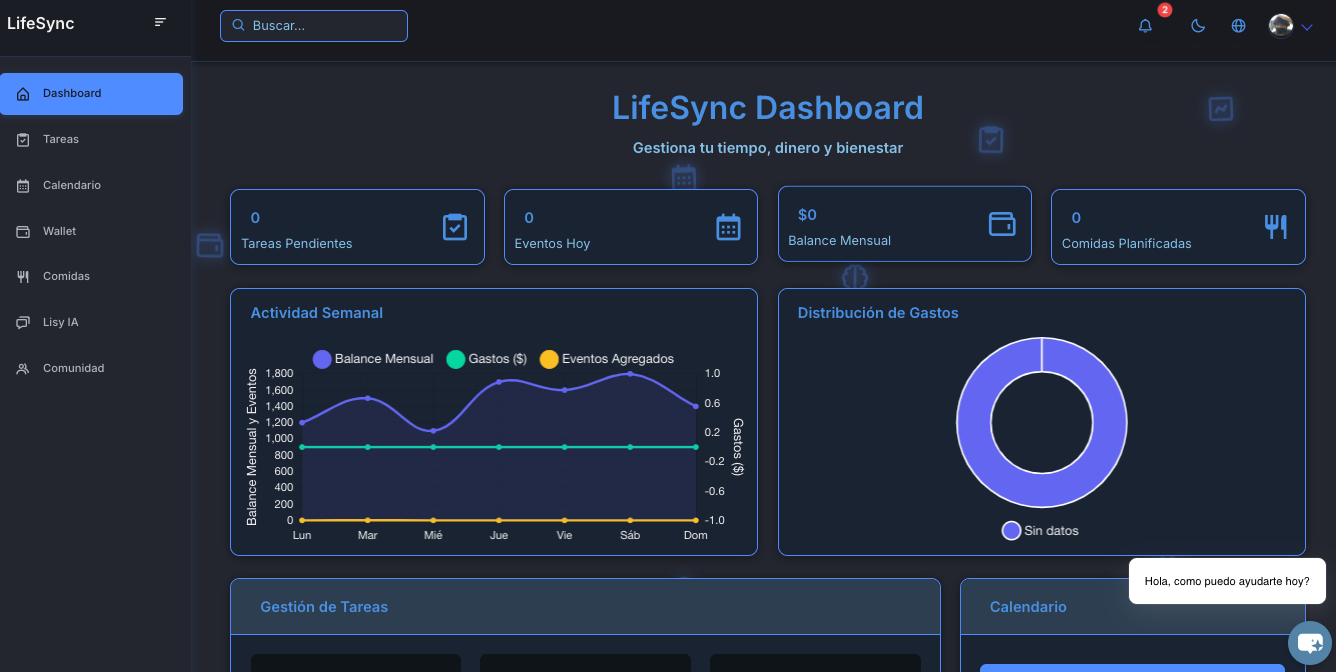 LifeSync
Buscar...
2
Dashboard
Tareas
Calendario
Wallet
Comidas
Lisy IA
Comunidad
LifeSync Dashboard
Gestiona tu tiempo, dinero y bienestar
0
Tareas Pendientes
0
Eventos Hoy
$0
Balance Mensual
0
Comidas Planificadas
Actividad Semanal
Balance Mensual Gastos ($) Eventos Agregados
Balance Mensual y Eventos
1,800
1,600
1,400
1,200
1,000
800
600
400
200
0
1.0
0.6
0.2
-0.2
-0.6
-1.0
Gastos ($)
Lun Mar Mié Jue Vie Sáb Dom
Distribución de Gastos
Sin datos
Gestión de Tareas
Calendario
Hola, como puedo ayudarte hoy?